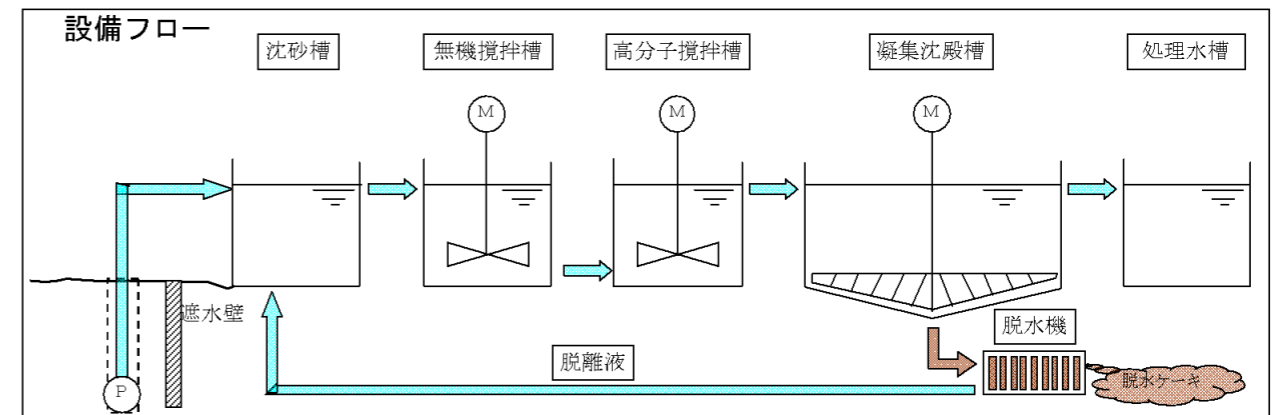 設備フロー
沈砂槽
無機撹拌槽
高分子撹拌槽
凝集沈殿槽
処理水槽
M
M
M
遮水壁
脱水機
脱離液
脱水ケーキ
P